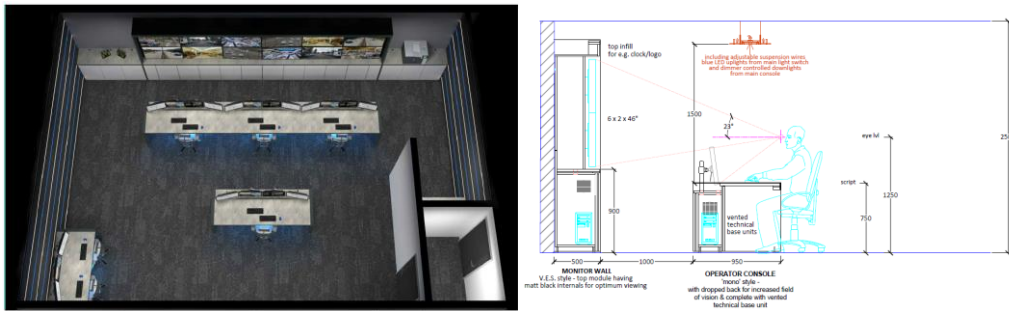 top infill
for e.g. clock/logo
including adjustable suspension wires
blue LED uplights from main light switch
and dimmer controlled downlights
from main console
6 x 2 x 46"
1500
23°
eye lvl
25
script
1250
900
vented
technical
base units
750
500
1000
950
MONITOR WALL
V.E.S. style - top module having
matt black internals for optimum viewing
OPERATOR CONSOLE
'mono' style -
with dropped back for increased field
of vision & complete with vented
technical base unit